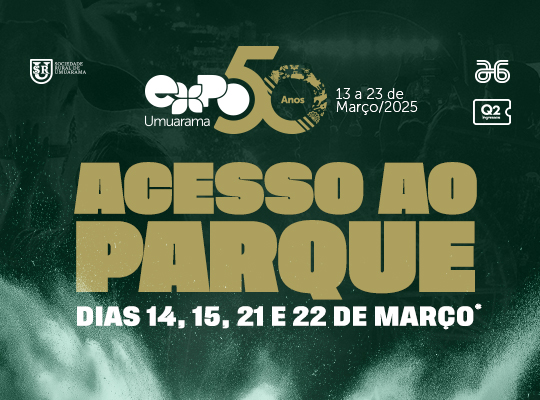 SOCIEDADE
RURAL DE
UMUARAMA
expo
Umuarama
50
Anos
13 a 23 de
Março/2025
Q2
Ingressos
ACESSO AO
PARQUE
DIAS 14, 15, 21 E 22 DE MARÇO*